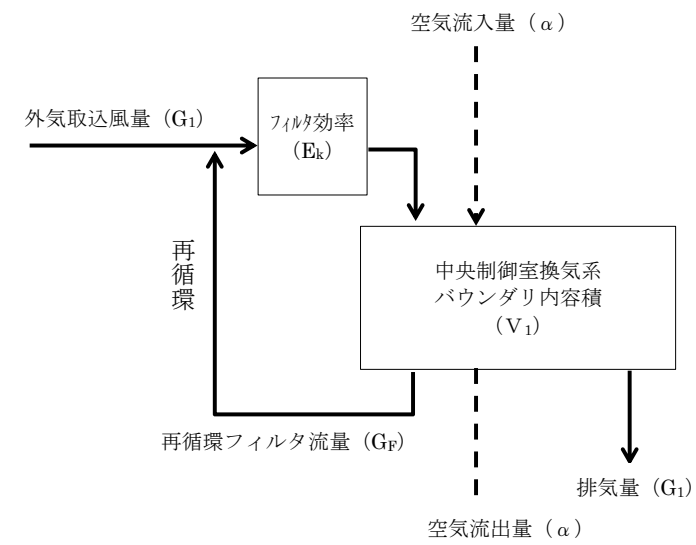 空気流入量（α）
外気取込風量（G₁）
ﾌｨﾙﾀ効率
（Eₖ）
再循環
中央制御室換気系
バウンダリ内容積
（Ｖ₁）
再循環フィルタ流量（G_F）
排気量（G₁）
空気流出量（α）